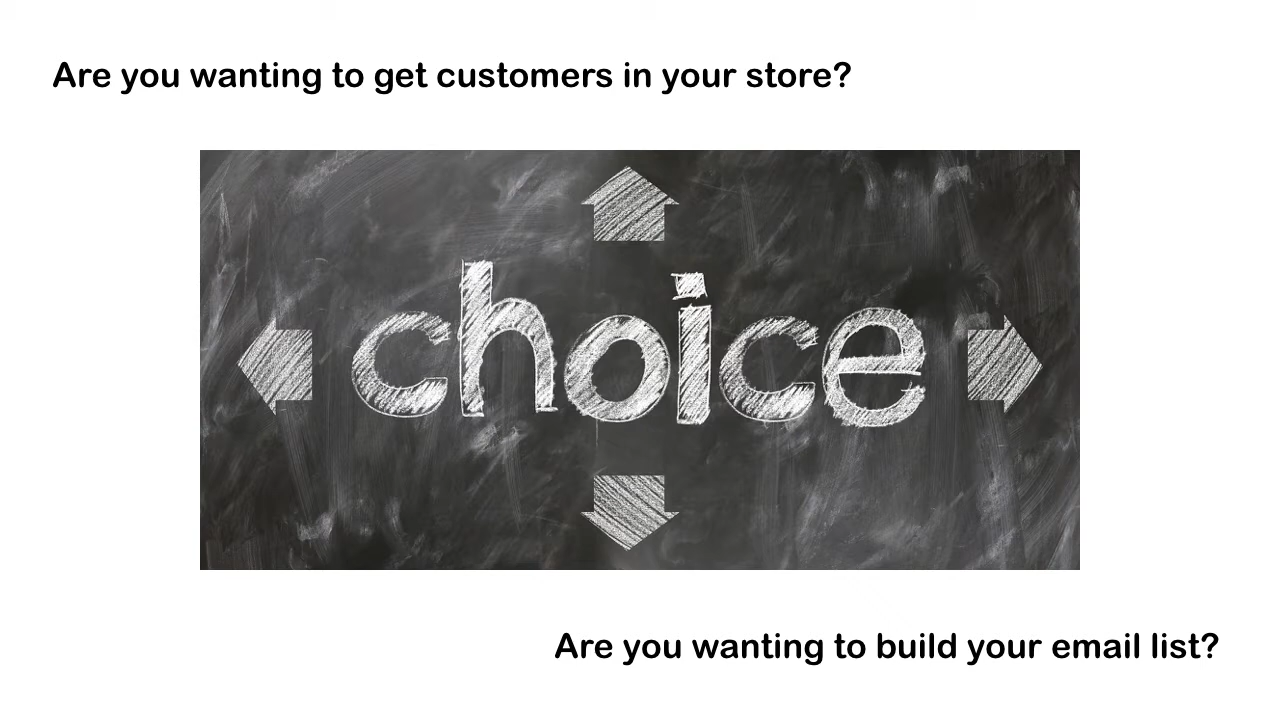 Are you wanting to get customers in your store?
choice
Are you wanting to build your email list?